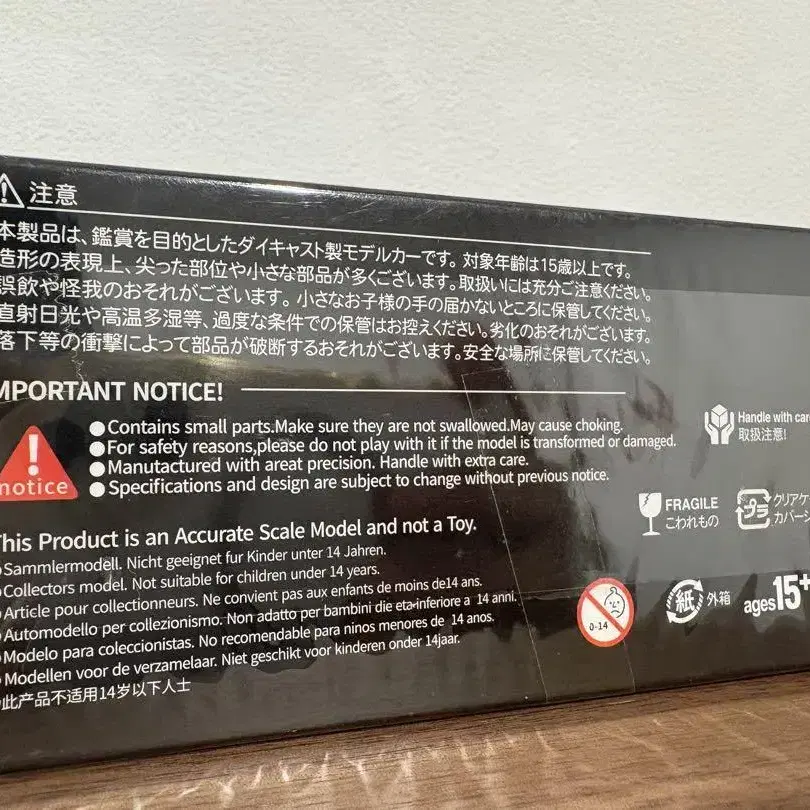 注意
本製品は、鑑賞を目的としたダイキャスト製モデルカーです。対象年齢は15歳以上です。
造形の表現上、尖った部位や小さな部品が多くございます。取扱いには充分ご注意ください。
誤飲や怪我のおそれがございます。小さなお子様の手の届かないところに保管してください。
直射日光や高温多湿等、過度な条件での保管はお控えください。劣化のおそれがございます。
落下等の衝撃によって部品が破断するおそれがございます。安全な場所に保管してください。
MPORTANT NOTICE!
notice
●Contains small parts.Make sure they are not swallowed.May cause choking.
●For safety reasons,please do not play with it if the model is transformed or damaged.
●Manutactured with areat precision. Handle with extra care.
●Specifications and design are subject to change without previous notice.
Handle with car
取扱注意!
FRAGILE
こわれもの
プラ
クリアケ
カバーシ
This Product is an Accurate Scale Model and not a Toy.
Sammlermodell. Nicht geeignet fur Kinder unter 14 Jahren.
Collectors model. Not suitable for children under 14 years.
Article pour collectionneurs. Ne convient pas aux enfants de moins de14 ans.
Automodello per collezionismo. Non adatto per bambini die eta-inferiore a 14 anni.
Modelo para coleccionistas. No recomendable para ninos menores de 14 anos.
Modellen voor de verzamelaar. Niet geschikt voor kinderen onder 14jaar.
此产品不适用14岁以下人士
0-14
紙 外箱
ages15+